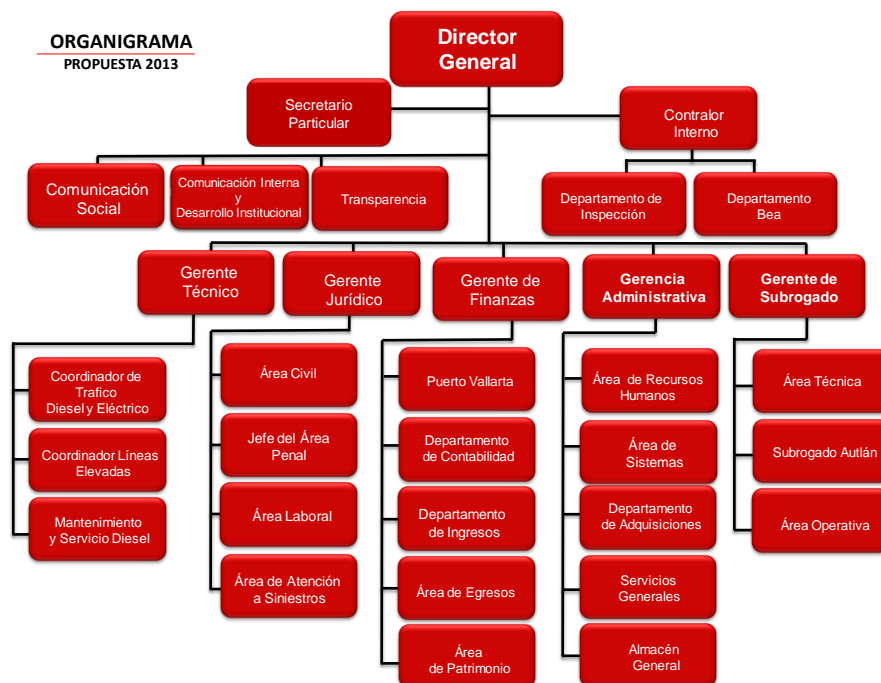 ORGANIGRAMA
PROPUESTA 2013
Director
General
Secretario
Particular
Contralor
Interno
Comunicación
Social
Comunicación Interna
y
Desarrollo Institucional
Transparencia
Departamento de
Inspección
Departamento
Bea
Gerente
Técnico
Gerente
Jurídico
Gerente de
Finanzas
Gerencia
Administrativa
Gerente de
Subrogado
Coordinador de
Trafico
Diesel y Eléctrico
Coordinador Líneas
Elevadas
Mantenimiento
y Servicio Diesel
Área Civil
Jefe del Área
Penal
Área Laboral
Área de Atención
a Siniestros
Puerto Vallarta
Departamento
de Contabilidad
Departamento
de Ingresos
Área de Egresos
Área
de Patrimonio
Área de Recursos
Humanos
Área de
Sistemas
Departamento
de Adquisiciones
Servicios
Generales
Almacén
General
Área Técnica
Subrogado Autlán
Área Operativa